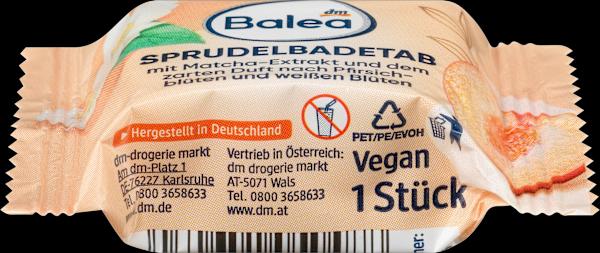 Balea
dm
SPRUDELBADETAB
mit Matcha-Extrakt und dem
zarten Duft nach Pfirsich-
blüten und weißen Blüten
Hergestellt in Deutschland
PET/PE/EVOH
dm-drogerie markt
Am dm-Platz 1
DE-76227 Karlsruhe
Tel. 0800 3658633
www.dm.de
Vertrieb in Österreich:
dm drogerie markt
AT-5071 Wals
Tel. 0800 3658633
www.dm.at
Vegan
1 Stück